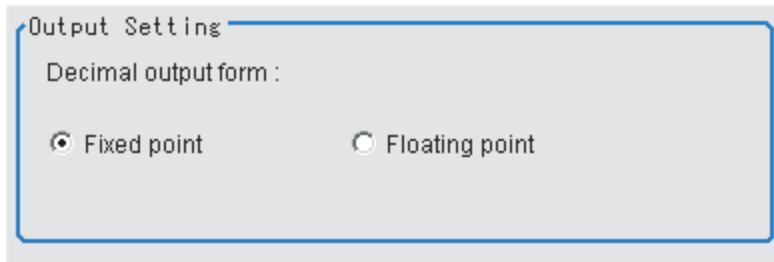 Output Setting
Decimal output form :
Fixed point Floating point